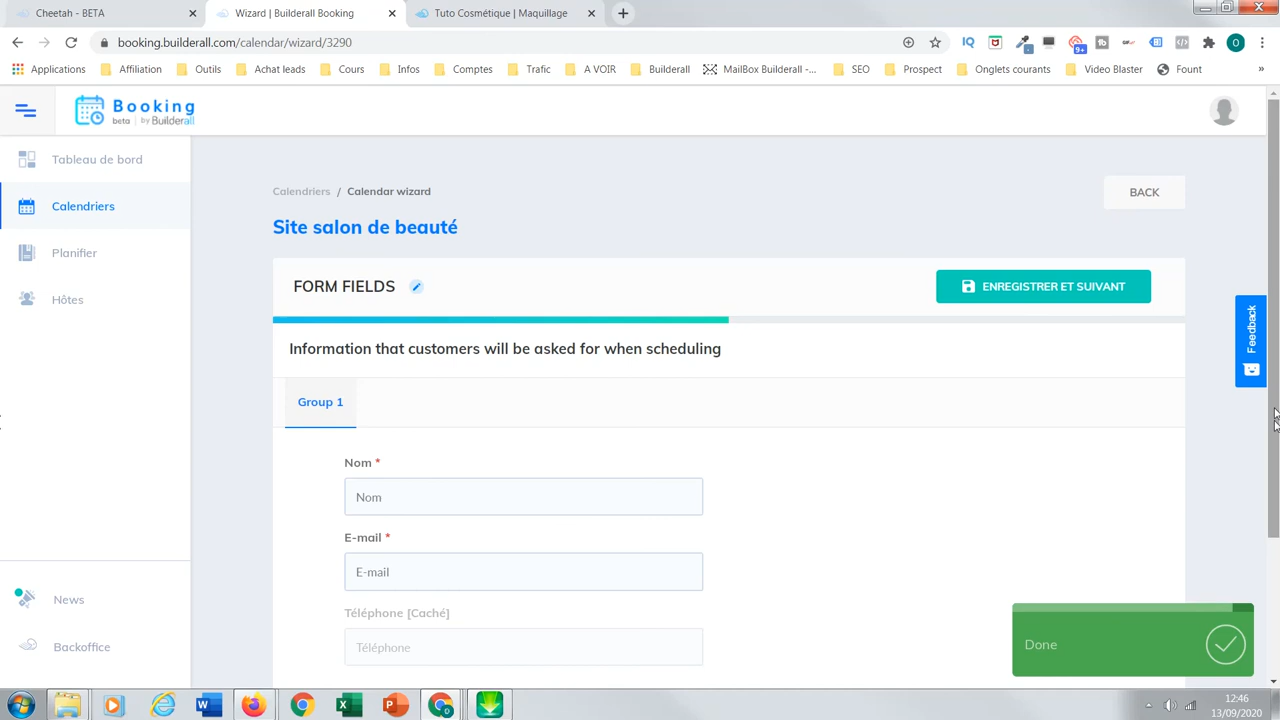 Cheetah - BETA
Wizard | Builderall Booking
Tuto Cosmétique | Maquillage
booking.builderall.com/calendar/wizard/3290
Applications
Affiliation
Outils
Achat leads
Cours
Infos
Comptes
Trafic
A VOIR
Builderall
MailBox Builderall -...
SEO
Prospect
Onglets courants
Video Blaster
Fount
»
Booking
beta | by Builderall
Tableau de bord
Calendriers
Planifier
Hôtes
News
Backoffice
Calendriers / Calendar wizard
BACK
Site salon de beauté
FORM FIELDS
ENREGISTRER ET SUIVANT
Information that customers will be asked for when scheduling
Group 1
Nom *
Nom
E-mail *
E-mail
Téléphone [Caché]
Téléphone
Feedback
Done
12:46
13/09/2020